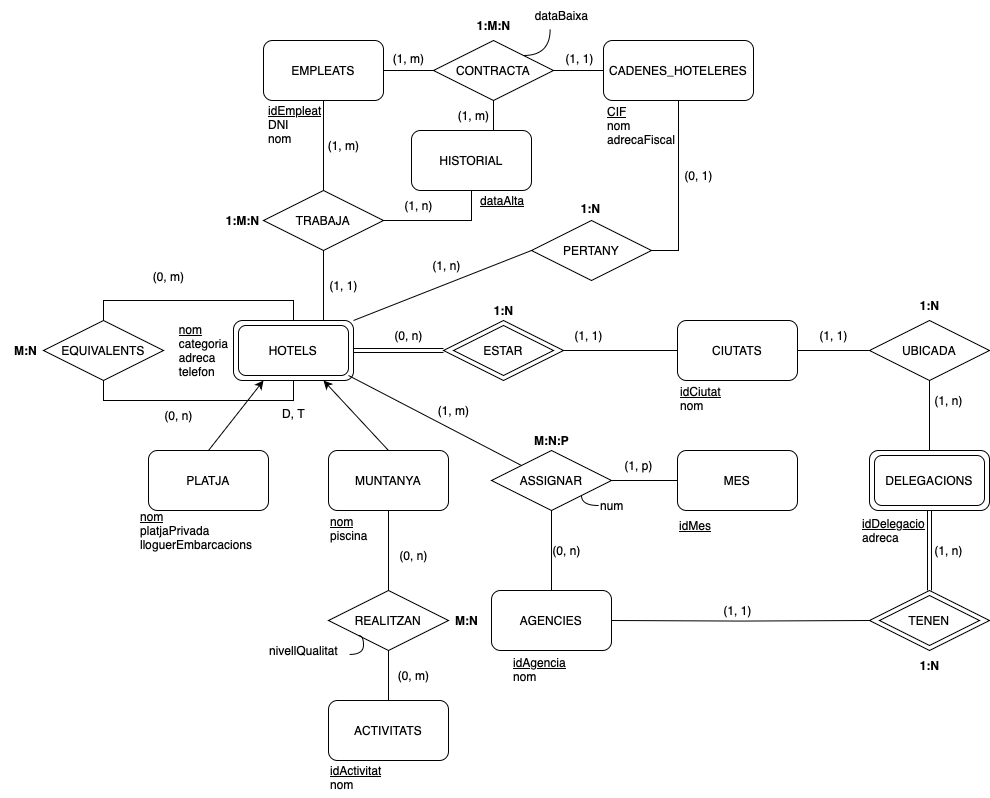 dataBaixa
1:M:N
EMPLEATS
(1, m)
CONTRACTA
(1, 1)
CADENES_HOTELERES
idEmpleat
DNI
nom
(1, m)
CIF
nom
adrecaFiscal
(1, m)
HISTORIAL
dataAlta
(0, 1)
1:M:N
TRABAJA
(1, n)
1:N
PERTANY
(1, n)
(0, m)
(1, 1)
M:N
EQUIVALENTS
nom
categoria
adreca
telefon
HOTELS
(0, n)
1:N
ESTAR
(1, 1)
CIUTATS
idCiutat
nom
(1, 1)
1:N
UBICADA
(1, n)
(0, n)
D, T
(1, m)
M:N:P
ASSIGNAR
(1, p)
MES
idMes
num
PLATJA
nom
platjaPrivada
lloguerEmbarcacions
MUNTANYA
nom
piscina
DELEGACIONS
idDelegacio
adreca
(1, n)
(0, n)
(0, n)
REALITZAN
M:N
nivellQualitat
AGENCIES
idAgencia
nom
(1, 1)
TENEN
1:N
(0, m)
ACTIVITATS
idActivitat
nom